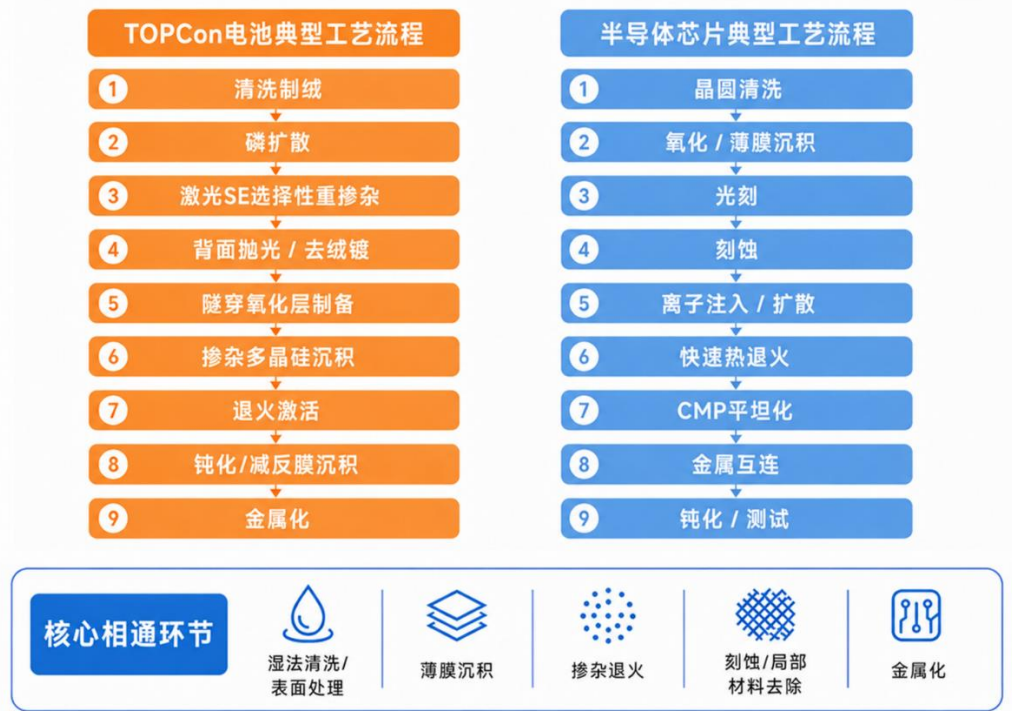 TOPCon电池典型工艺流程
1 清洗制绒
2 磷扩散
3 激光SE选择性重掺杂
4 背面抛光 / 去绒镀
5 隧穿氧化层制备
6 掺杂多晶硅沉积
7 退火激活
8 钝化/减反膜沉积
9 金属化
半导体芯片典型工艺流程
1 晶圆清洗
2 氧化 / 薄膜沉积
3 光刻
4 刻蚀
5 离子注入 / 扩散
6 快速热退火
7 CMP平坦化
8 金属互连
9 钝化 / 测试
核心相通环节
湿法清洗/
表面处理
薄膜沉积
掺杂退火
刻蚀/局部
材料去除
金属化